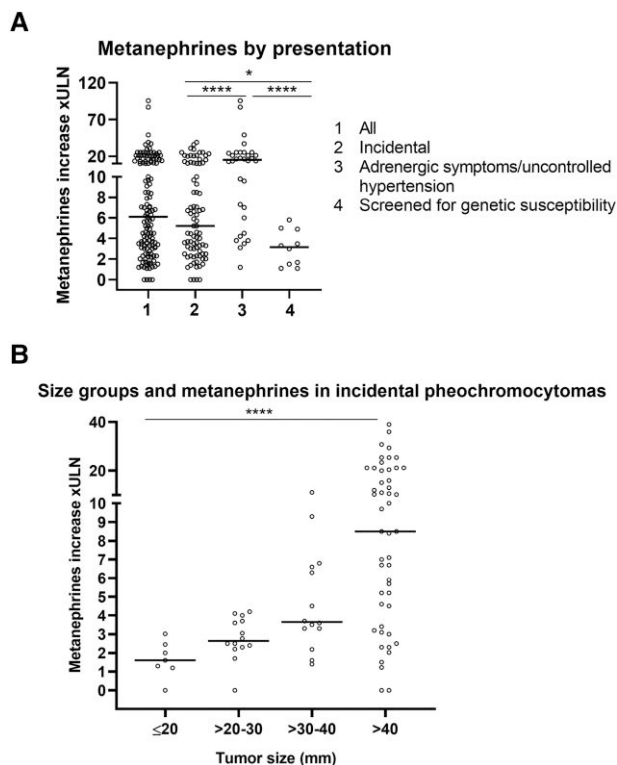 A
Metanephrines by presentation
Metanephrines increase xULN
120
70
20
10
8
6
4
2
0
*
**** ****
1 2 3 4
1 All
2 Incidental
3 Adrenergic symptoms/uncontrolled
hypertension
4 Screened for genetic susceptibility
B
Size groups and metanephrines in incidental pheochromocytomas
****
Metanephrines increase xULN
40
20
10
9
8
7
6
5
4
3
2
1
0
≤20 >20-30 >30-40 >40
Tumor size (mm)